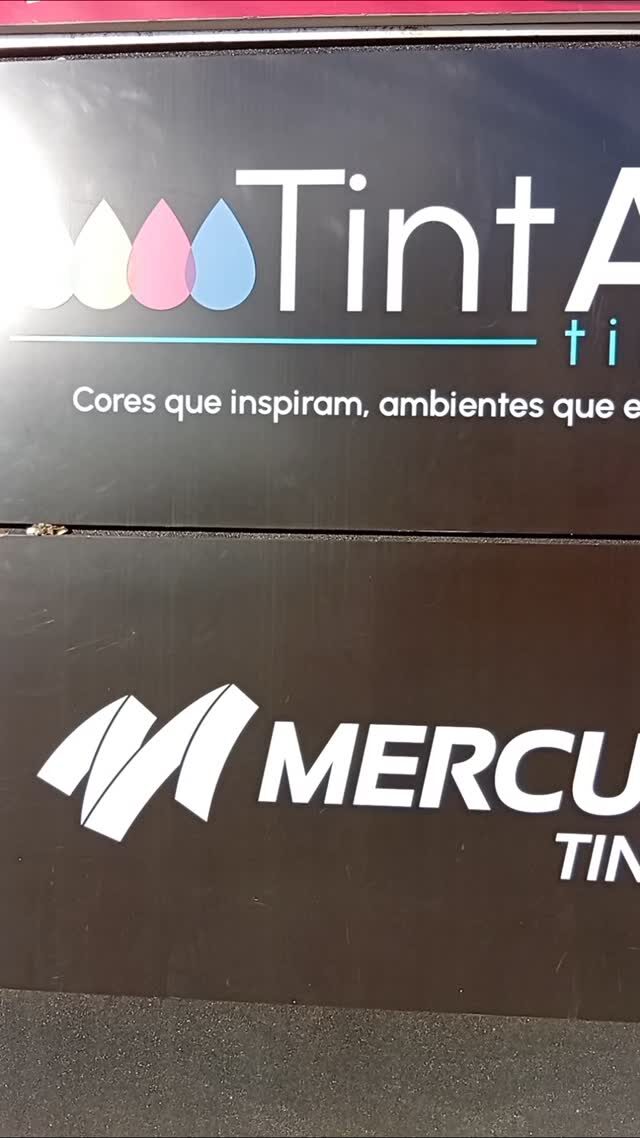 TintA
ti
Cores que inspiram, ambientes que e
MERCU
TIN